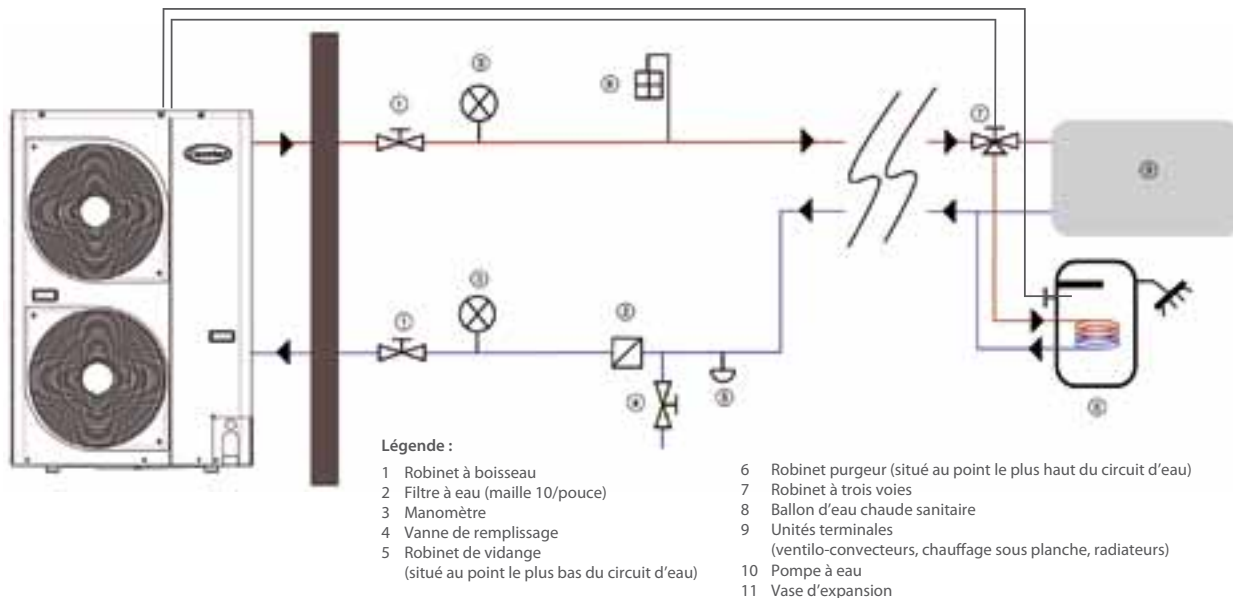 Légende :
1 Robinet à boisseau
2 Filtre à eau (maille 10/pouce)
3 Manomètre
4 Vanne de remplissage
5 Robinet de vidange
(situé au point le plus bas du circuit d'eau)
6 Robinet purgeur (situé au point le plus haut du circuit d'eau)
7 Robinet à trois voies
8 Ballon d'eau chaude sanitaire
9 Unités terminales
(ventilo-convecteurs, chauffage sous planche, radiateurs)
10 Pompe à eau
11 Vase d'expansion